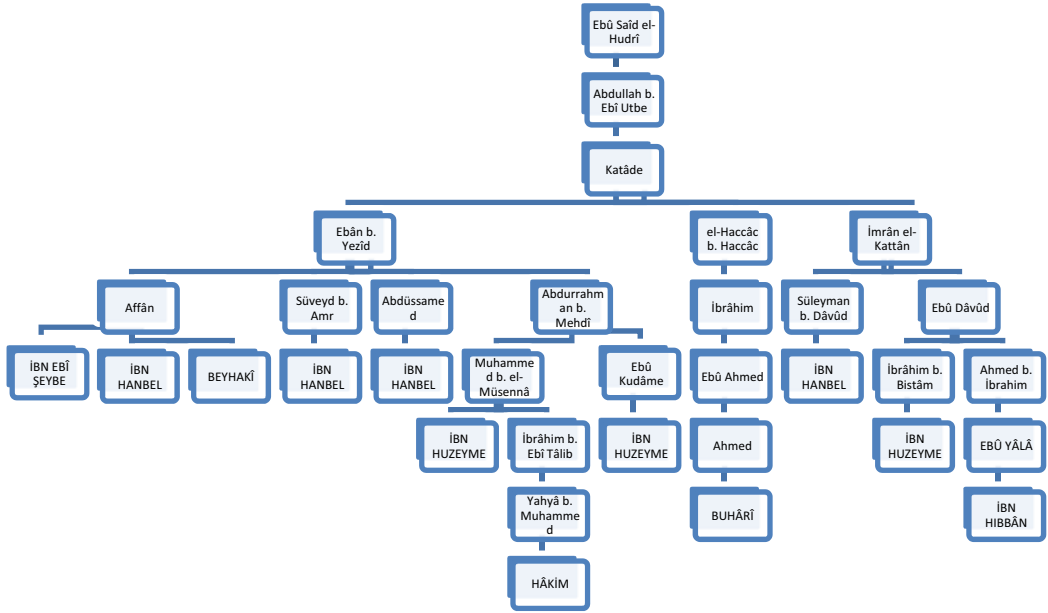 Ebû Saîd el-
Hudrî
Abdullah b.
Ebî Utbe
Katâde
Ebân b.
Yezîd
el-Haccâc
b. Haccâc
İmrân el-
Kattân
Affân
Süveyd b.
Amr
Abdüssame
d
Abdurrahm
an b.
Mehdî
İbrâhim
Süleyman
b. Dâvûd
Ebû Dâvûd
İBN EBÎ
ŞEYBE
İBN
HANBEL
BEYHAKÎ
İBN
HANBEL
İBN
HANBEL
Muhamme
d b. el-
Müsennâ
Ebû
Kudâme
Ebû Ahmed
İBN
HANBEL
İbrâhim b.
Bistâm
Ahmed b.
İbrahim
İBN
HUZEYME
İbrâhim b.
Ebî Tâlib
İBN
HUZEYME
Ahmed
İBN
HUZEYME
EBÛ YÂLÂ
Yahyâ b.
Muhamme
d
BUHÂRÎ
İBN
HIBBÂN
HÂKİM